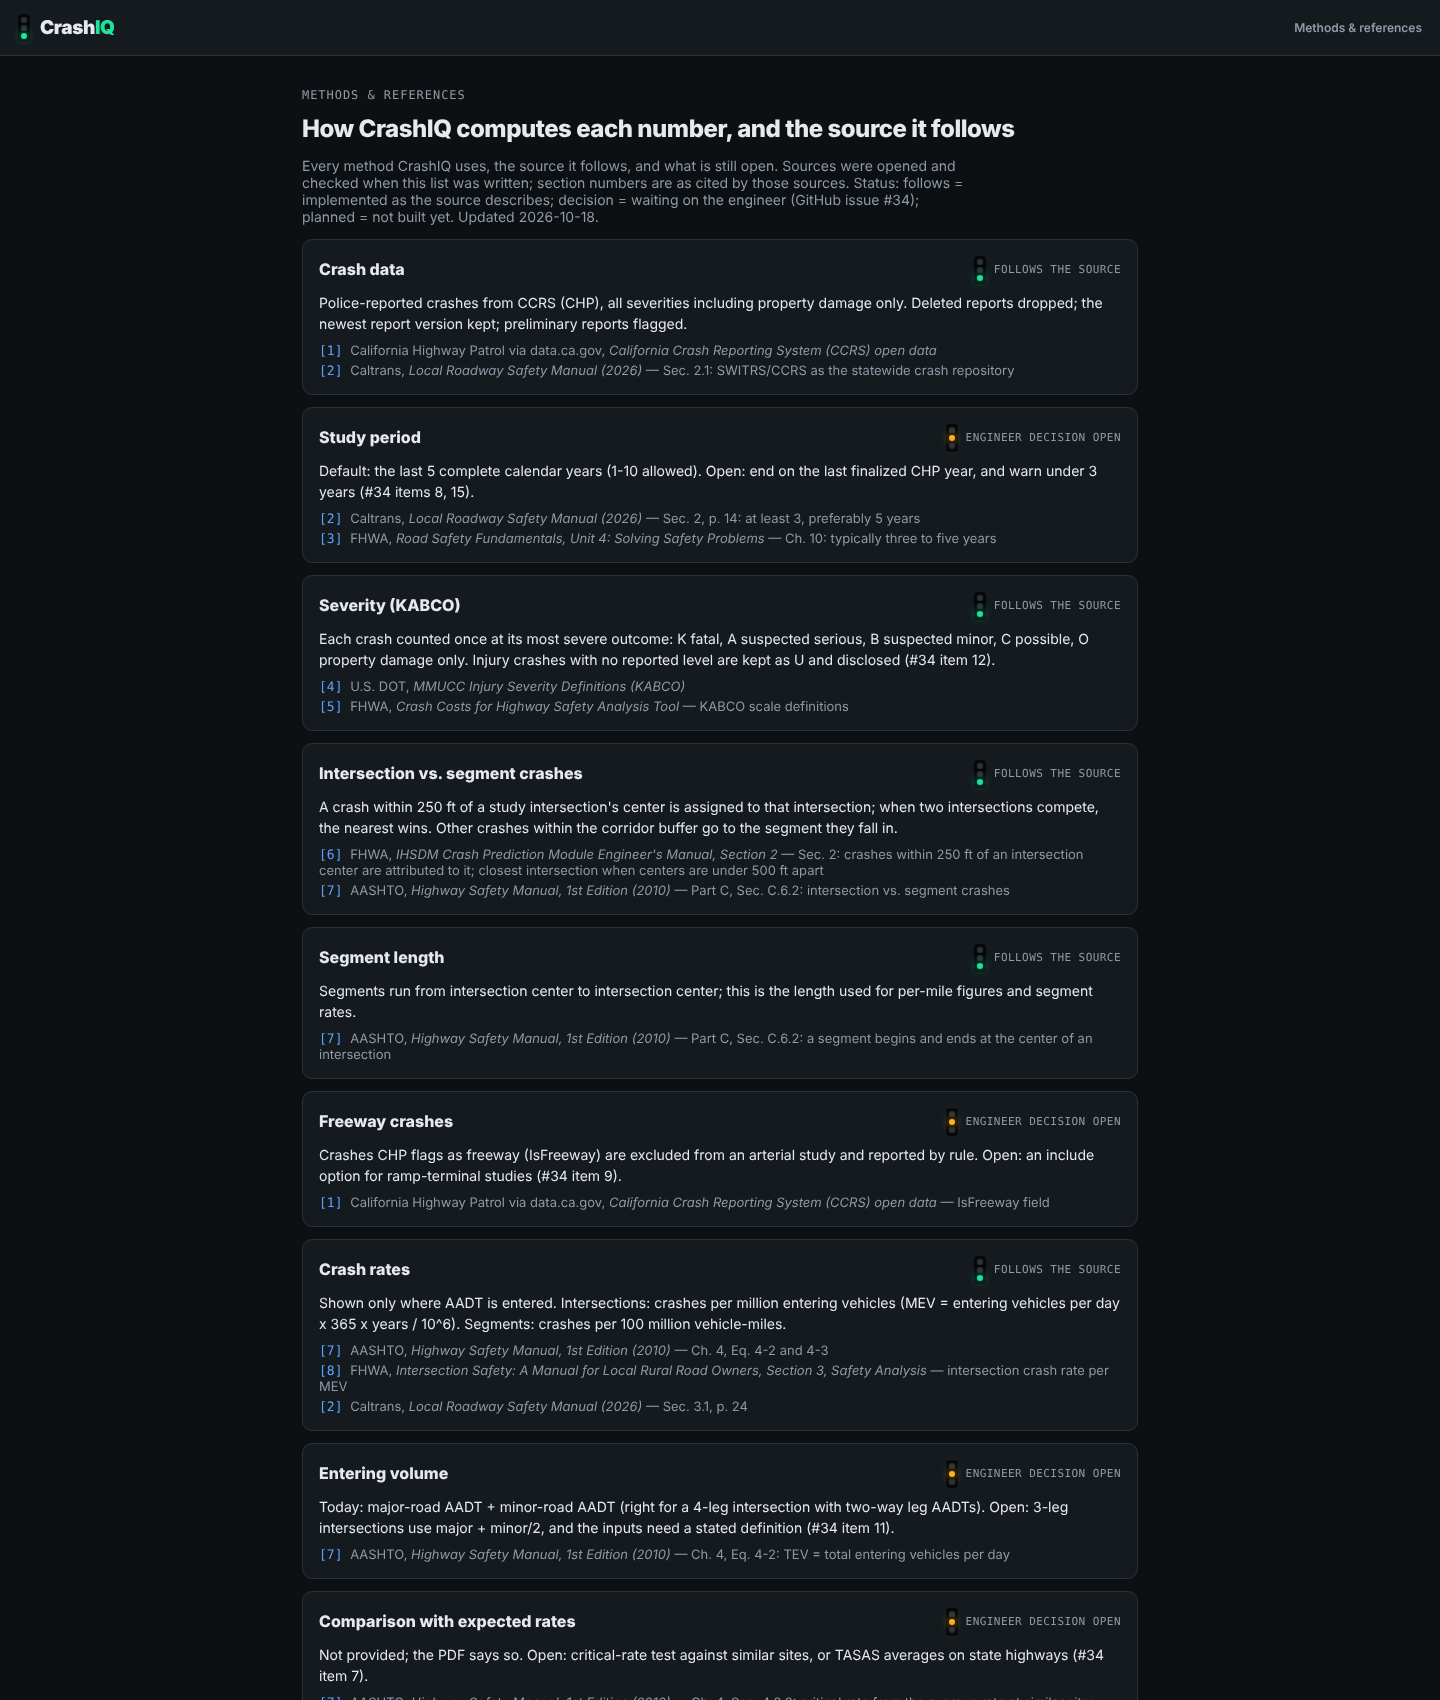 CrashIQ
Methods & references
METHODS & REFERENCES
How CrashIQ computes each number, and the source it follows
Every method CrashIQ uses, the source it follows, and what is still open. Sources were opened and
checked when this list was written; section numbers are as cited by those sources. Status: follows =
implemented as the source describes; decision = waiting on the engineer (GitHub issue #34);
planned = not built yet. Updated 2026-10-18.
Crash data
FOLLOWS THE SOURCE
Police-reported crashes from CCRS (CHP), all severities including property damage only. Deleted reports dropped; the
newest report version kept; preliminary reports flagged.
[1] California Highway Patrol via data.ca.gov, California Crash Reporting System (CCRS) open data
[2] Caltrans, Local Roadway Safety Manual (2026) — Sec. 2.1: SWITRS/CCRS as the statewide crash repository
Study period
ENGINEER DECISION OPEN
Default: the last 5 complete calendar years (1-10 allowed). Open: end on the last finalized CHP year, and warn under 3
years (#34 items 8, 15).
[2] Caltrans, Local Roadway Safety Manual (2026) — Sec. 2, p. 14: at least 3, preferably 5 years
[3] FHWA, Road Safety Fundamentals, Unit 4: Solving Safety Problems — Ch. 10: typically three to five years
Severity (KABCO)
FOLLOWS THE SOURCE
Each crash counted once at its most severe outcome: K fatal, A suspected serious, B suspected minor, C possible, O
property damage only. Injury crashes with no reported level are kept as U and disclosed (#34 item 12).
[4] U.S. DOT, MMUCC Injury Severity Definitions (KABCO)
[5] FHWA, Crash Costs for Highway Safety Analysis Tool — KABCO scale definitions
Intersection vs. segment crashes
FOLLOWS THE SOURCE
A crash within 250 ft of a study intersection's center is assigned to that intersection; when two intersections compete,
the nearest wins. Other crashes within the corridor buffer go to the segment they fall in.
[6] FHWA, IHSDM Crash Prediction Module Engineer's Manual, Section 2 — Sec. 2: crashes within 250 ft of an intersection
center are attributed to it; closest intersection when centers are under 500 ft apart
[7] AASHTO, Highway Safety Manual, 1st Edition (2010) — Part C, Sec. C.6.2: intersection vs. segment crashes
Segment length
FOLLOWS THE SOURCE
Segments run from intersection center to intersection center; this is the length used for per-mile figures and segment
rates.
[7] AASHTO, Highway Safety Manual, 1st Edition (2010) — Part C, Sec. C.6.2: a segment begins and ends at the center of an
intersection
Freeway crashes
ENGINEER DECISION OPEN
Crashes CHP flags as freeway (IsFreeway) are excluded from an arterial study and reported by rule. Open: an include
option for ramp-terminal studies (#34 item 9).
[1] California Highway Patrol via data.ca.gov, California Crash Reporting System (CCRS) open data — IsFreeway field
Crash rates
FOLLOWS THE SOURCE
Shown only where AADT is entered. Intersections: crashes per million entering vehicles (MEV = entering vehicles per day
x 365 x years / 10^6). Segments: crashes per 100 million vehicle-miles.
[7] AASHTO, Highway Safety Manual, 1st Edition (2010) — Ch. 4, Eq. 4-2 and 4-3
[8] FHWA, Intersection Safety: A Manual for Local Rural Road Owners, Section 3, Safety Analysis — intersection crash rate per
MEV
[2] Caltrans, Local Roadway Safety Manual (2026) — Sec. 3.1, p. 24
Entering volume
ENGINEER DECISION OPEN
Today: major-road AADT + minor-road AADT (right for a 4-leg intersection with two-way leg AADTs). Open: 3-leg
intersections use major + minor/2, and the inputs need a stated definition (#34 item 11).
[7] AASHTO, Highway Safety Manual, 1st Edition (2010) — Ch. 4, Eq. 4-2: TEV = total entering vehicles per day
Comparison with expected rates
ENGINEER DECISION OPEN
Not provided; the PDF says so. Open: critical-rate test against similar sites, or TASAS averages on state highways (#34
item 7).